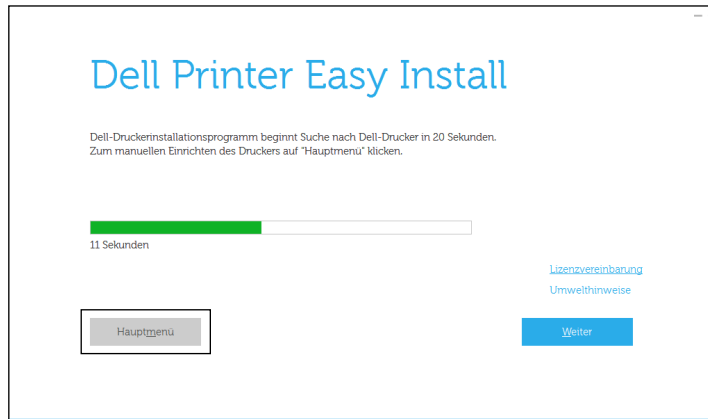 Dell Printer Easy Install
Dell-Druckerinstallationsprogramm beginnt Suche nach Dell-Drucker in 20 Sekunden.
Zum manuellen Einrichten des Druckers auf "Hauptmenü" klicken.
11 Sekunden
Lizenzvereinbarung
Umwelthinweise
Hauptmenü
Weiter